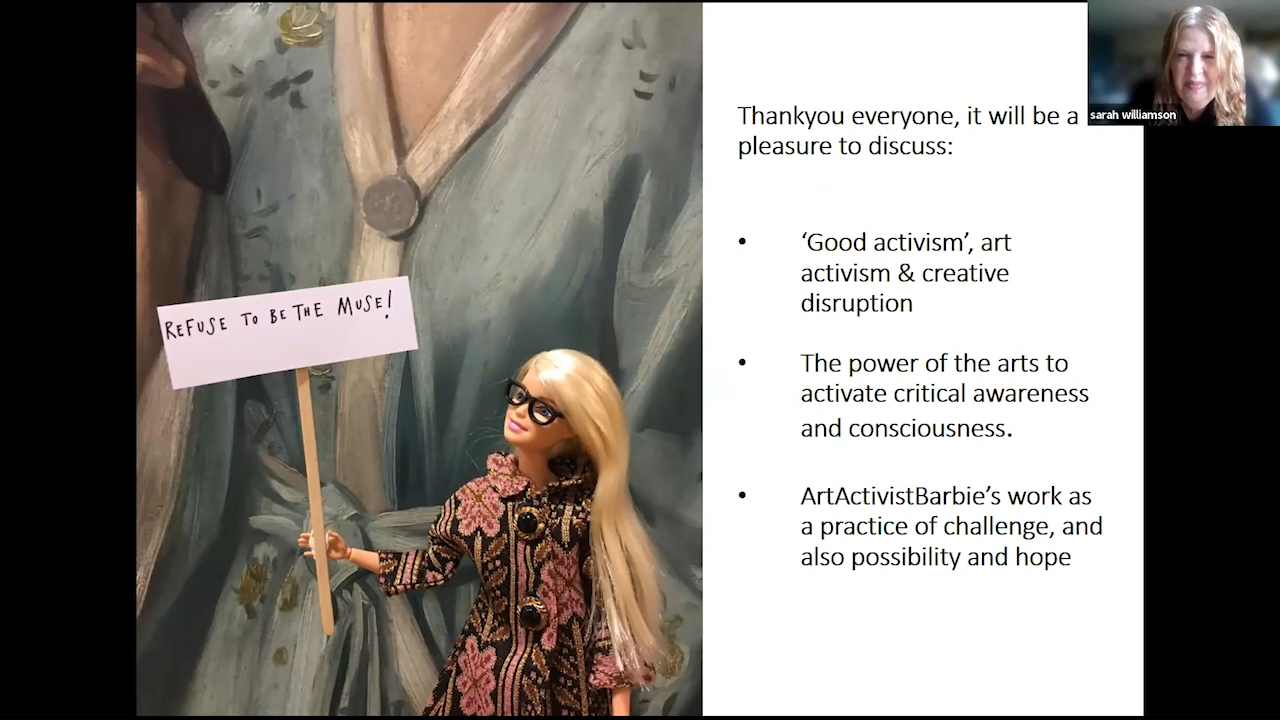 Thankyou everyone, it will be a
pleasure to discuss:
sarah williamson
• ‘Good activism’, art
activism & creative
disruption
• The power of the arts to
activate critical awareness
and consciousness.
• ArtActivistBarbie’s work as
a practice of challenge, and
also possibility and hope
REFUSE TO BE THE MUSE!